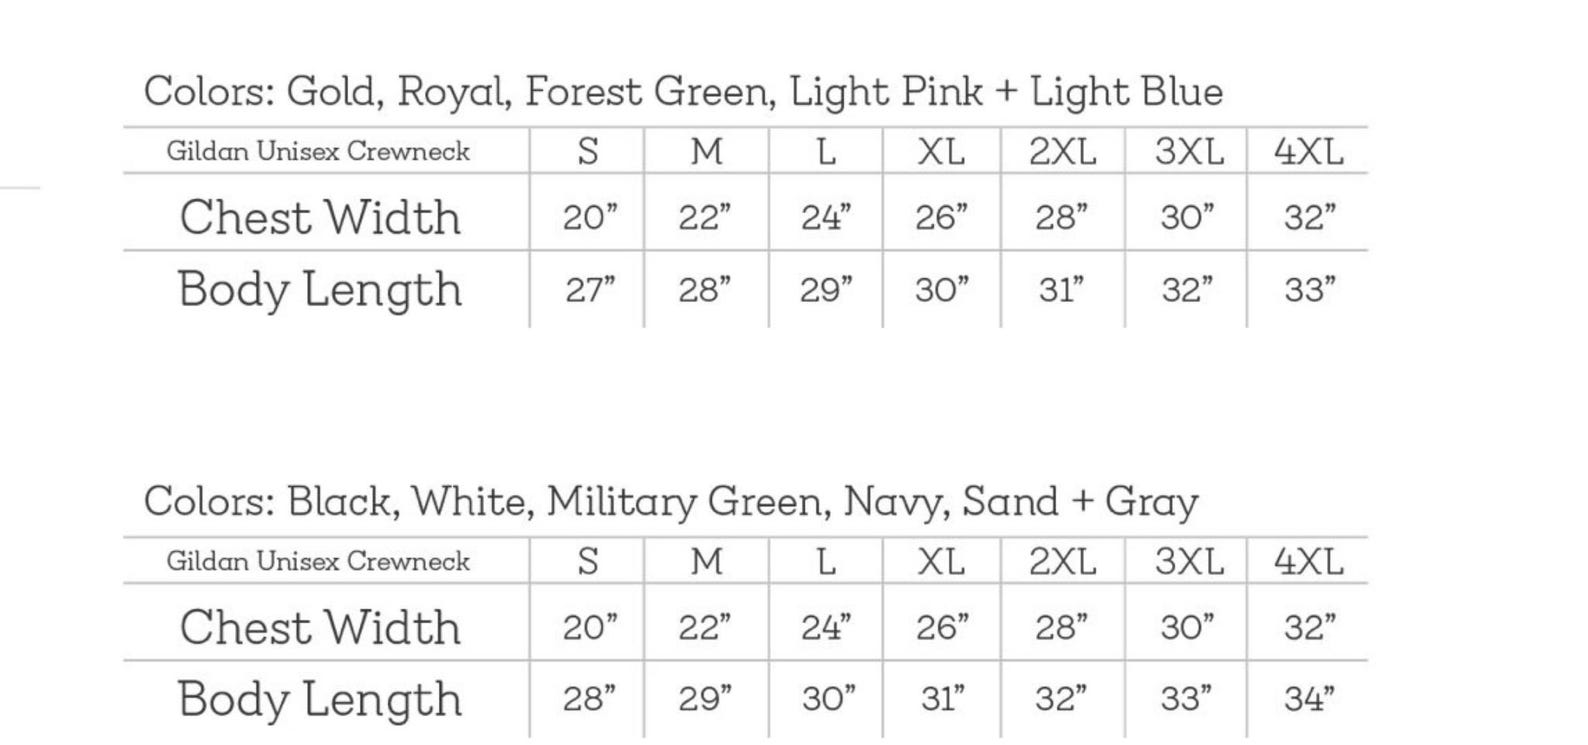 Colors: Gold, Royal, Forest Green, Light Pink + Light Blue
Gildan Unisex Crewneck S M L XL 2XL 3XL 4XL
Chest Width 20” 22” 24” 26” 28” 30” 32”
Body Length 27” 28” 29” 30” 31” 32” 33”
Colors: Black, White, Military Green, Navy, Sand + Gray
Gildan Unisex Crewneck S M L XL 2XL 3XL 4XL
Chest Width 20” 22” 24” 26” 28” 30” 32”
Body Length 28” 29” 30” 31” 32” 33” 34”